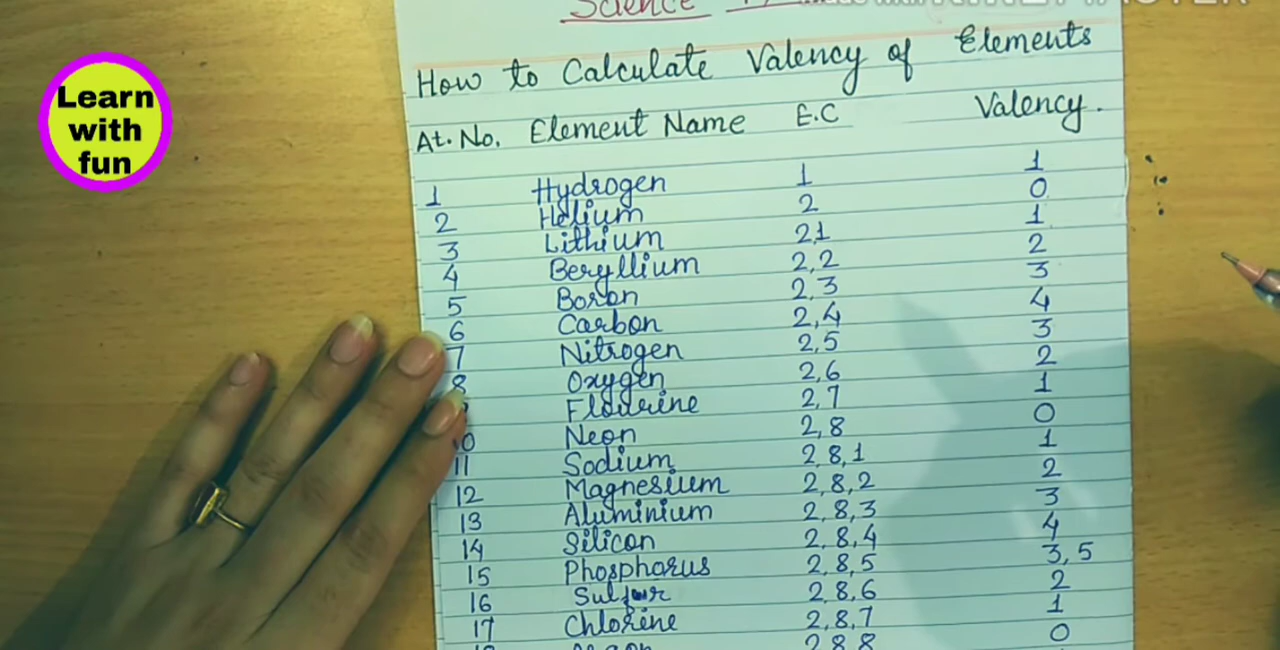 Learn
with
fun
Science
How to Calculate Valency of Elements
At. No. Element Name E.C Valency.
1 Hydrogen 1 1
2 Helium 2 0
3 Lithium 2,1 1
4 Beryllium 2,2 2
5 Boron 2,3 3
6 Carbon 2,4 4
7 Nitrogen 2,5 3
8 Oxygen 2,6 2
Flourine 2,7 1
0 Neon 2,8 0
11 Sodium 2,8,1 1
12 Magnesium 2,8,2 2
13 Aluminium 2,8,3 3
14 Silicon 2,8,4 4
15 Phosphorus 2,8,5 3,5
16 Sulfur 2,8,6 2
17 Chlorine 2,8,7 1
Argon 2 8 8 0